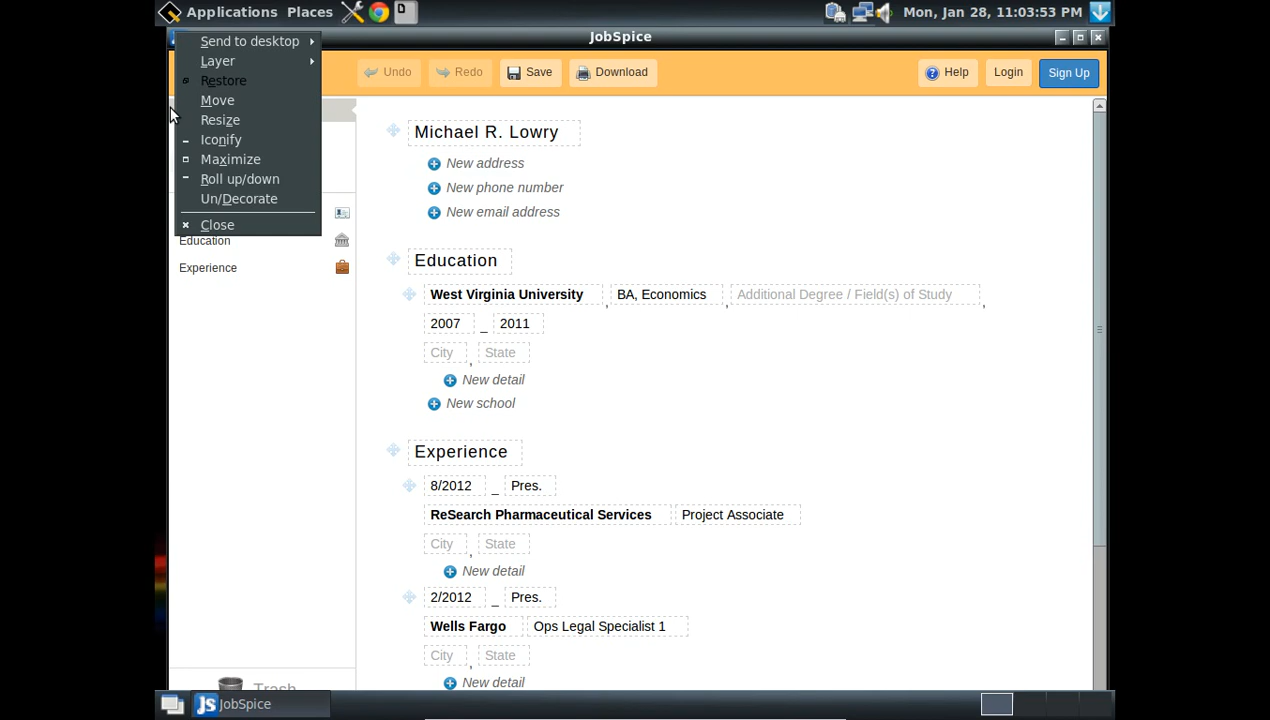 Applications Places
D
Mon, Jan 28, 11:03:53 PM
JobSpice
Send to desktop
Layer
Restore
Move
Resize
Iconify
Maximize
Roll up/down
Un/Decorate
Close
Undo
Redo
Save
Download
Help
Login
Sign Up
Education
Experience
Trash
Michael R. Lowry
New address
New phone number
New email address
Education
West Virginia University , BA, Economics , Additional Degree / Field(s) of Study ,
2007 _ 2011
City , State
New detail
New school
Experience
8/2012 _ Pres.
ReSearch Pharmaceutical Services Project Associate
City , State
New detail
2/2012 _ Pres.
Wells Fargo Ops Legal Specialist 1
City , State
New detail
JS JobSpice